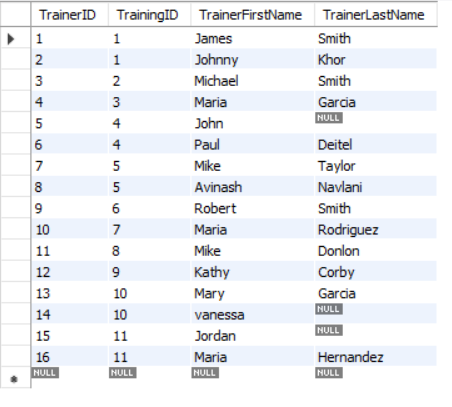 TrainerID TrainingID TrainerFirstName TrainerLastName
1 1 James Smith
2 1 Johnny Khor
3 2 Michael Smith
4 3 Maria Garcia
5 4 John NULL
6 4 Paul Deitel
7 5 Mike Taylor
8 5 Avinash Navlani
9 6 Robert Smith
10 7 Maria Rodriguez
11 8 Mike Donlon
12 9 Kathy Corby
13 10 Mary Garcia
14 10 vanessa NULL
15 11 Jordan NULL
16 11 Maria Hernandez
NULL NULL NULL NULL